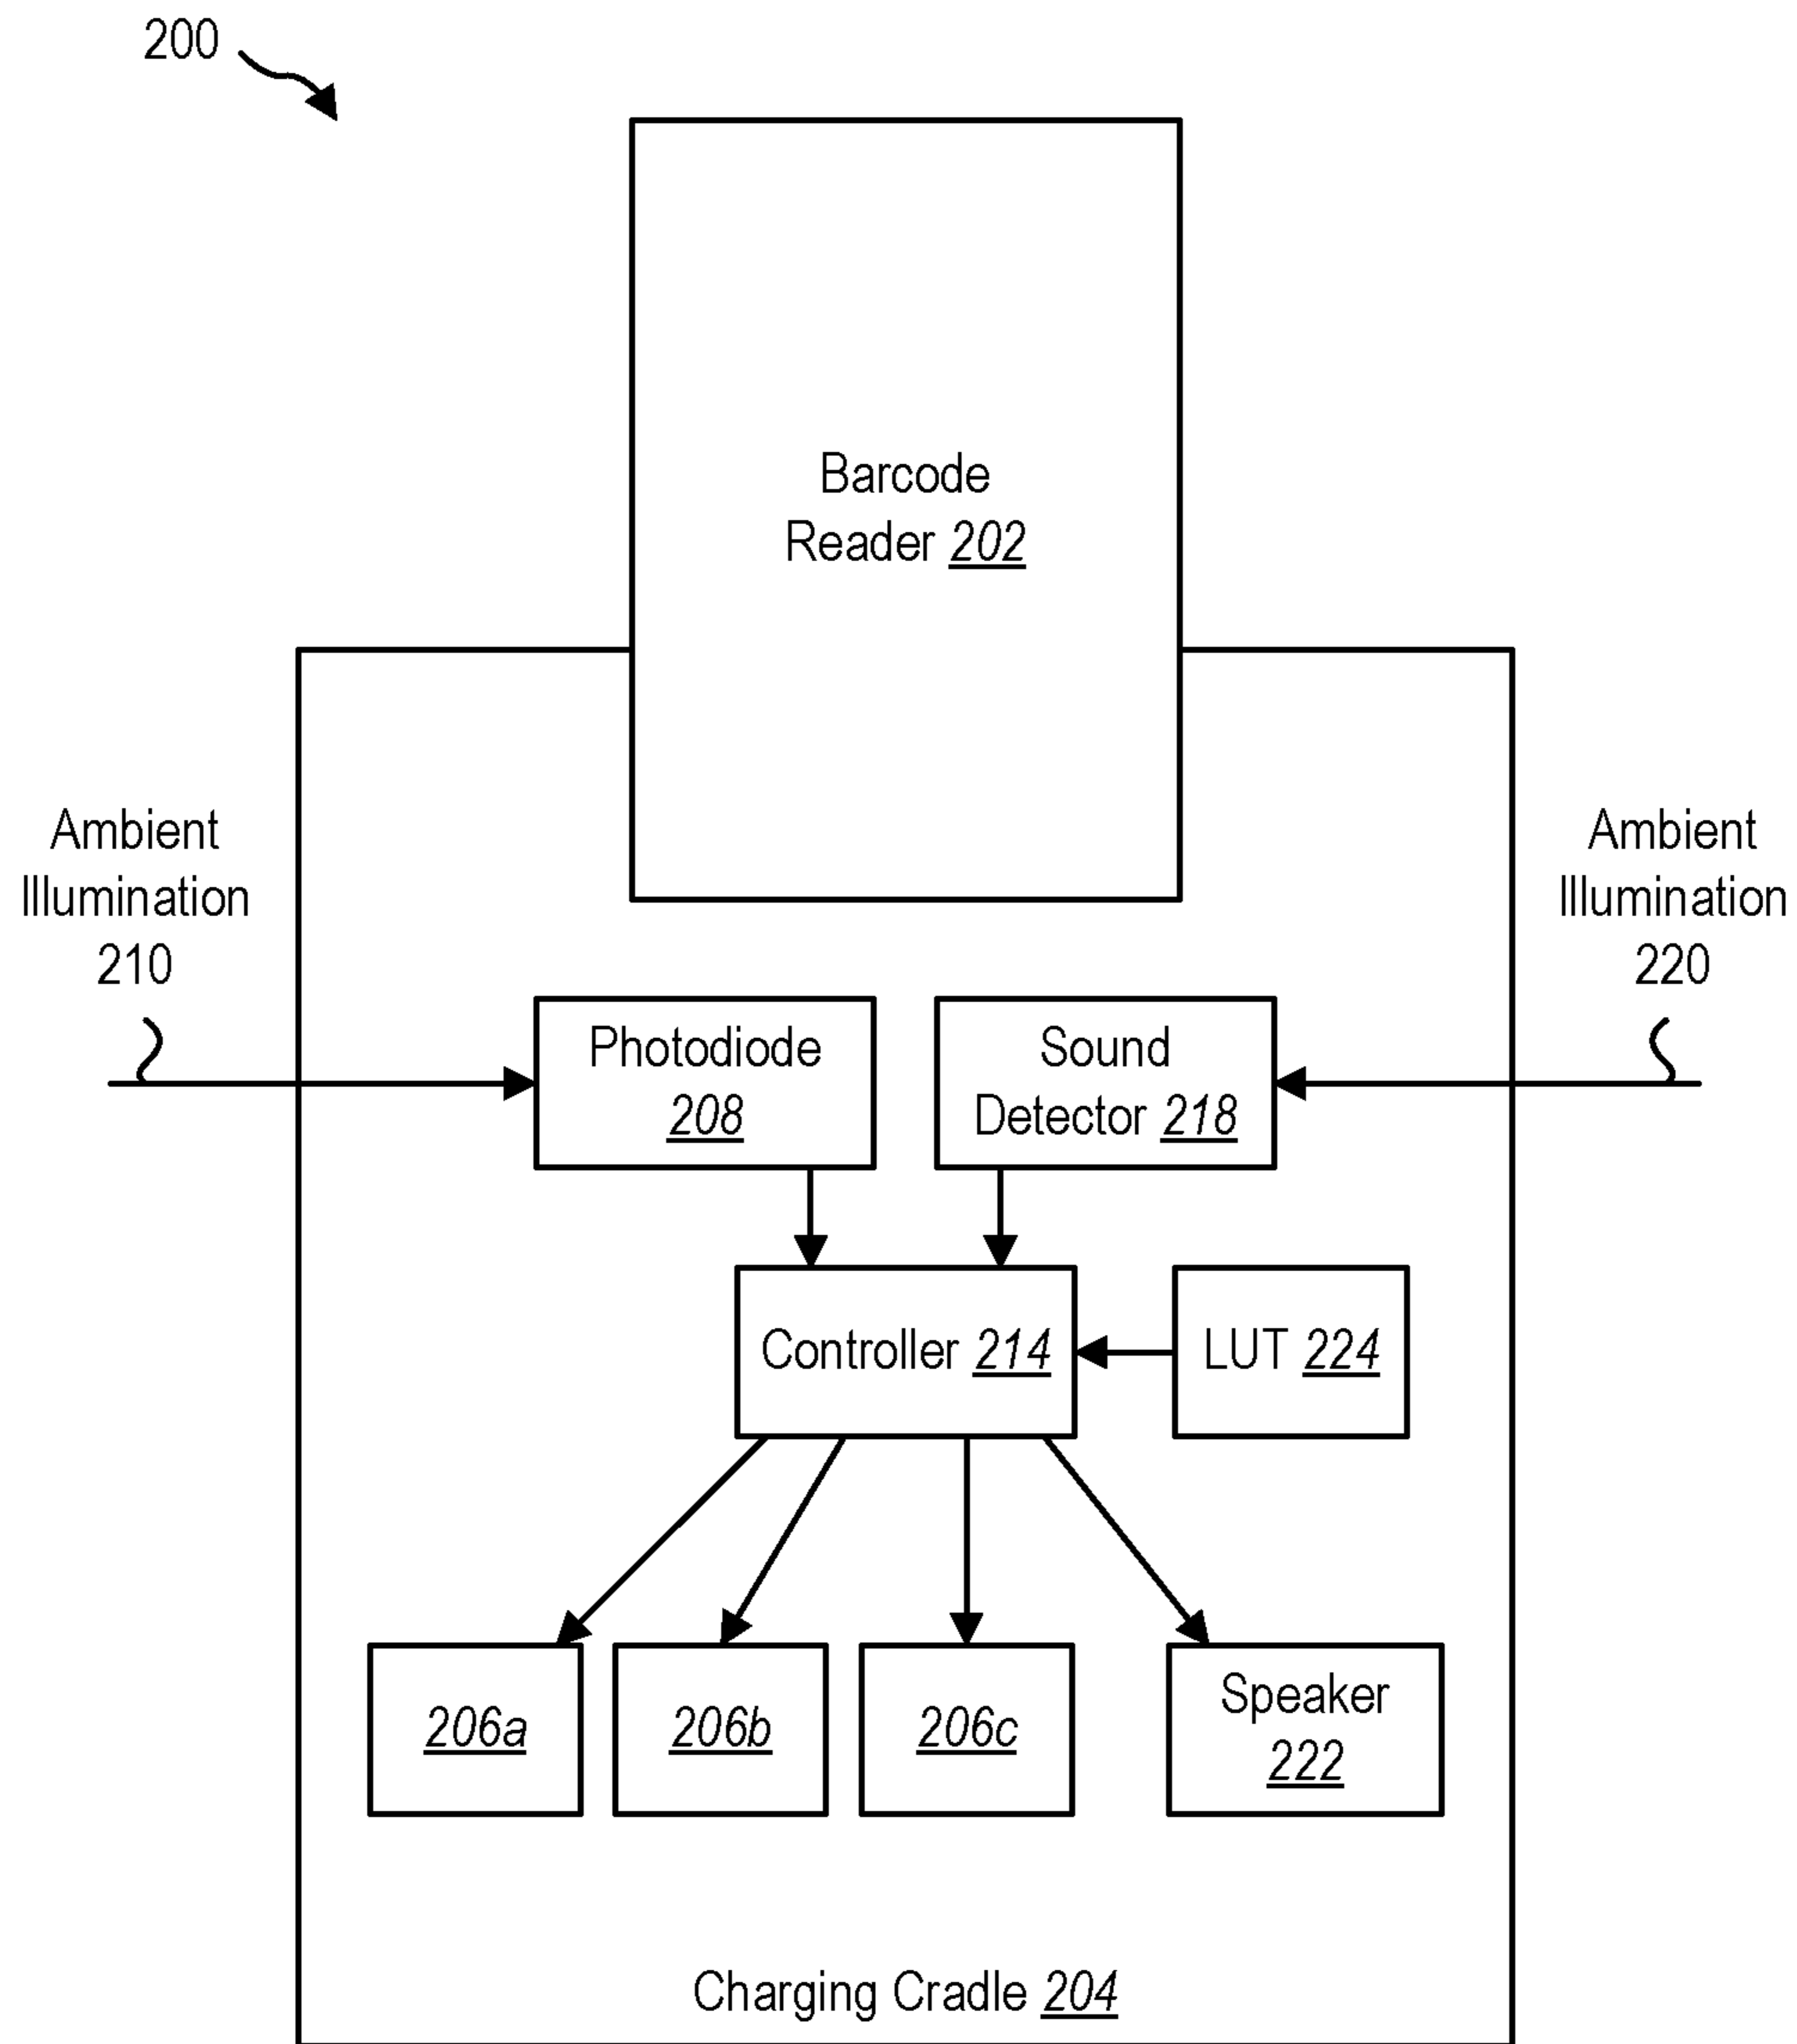 200
Barcode
Reader 202
Ambient
Illumination
210
Ambient
Illumination
220
Photodiode
208
Sound
Detector 218
Controller 214
LUT 224
206a
206b
206c
Speaker
222
Charging Cradle 204